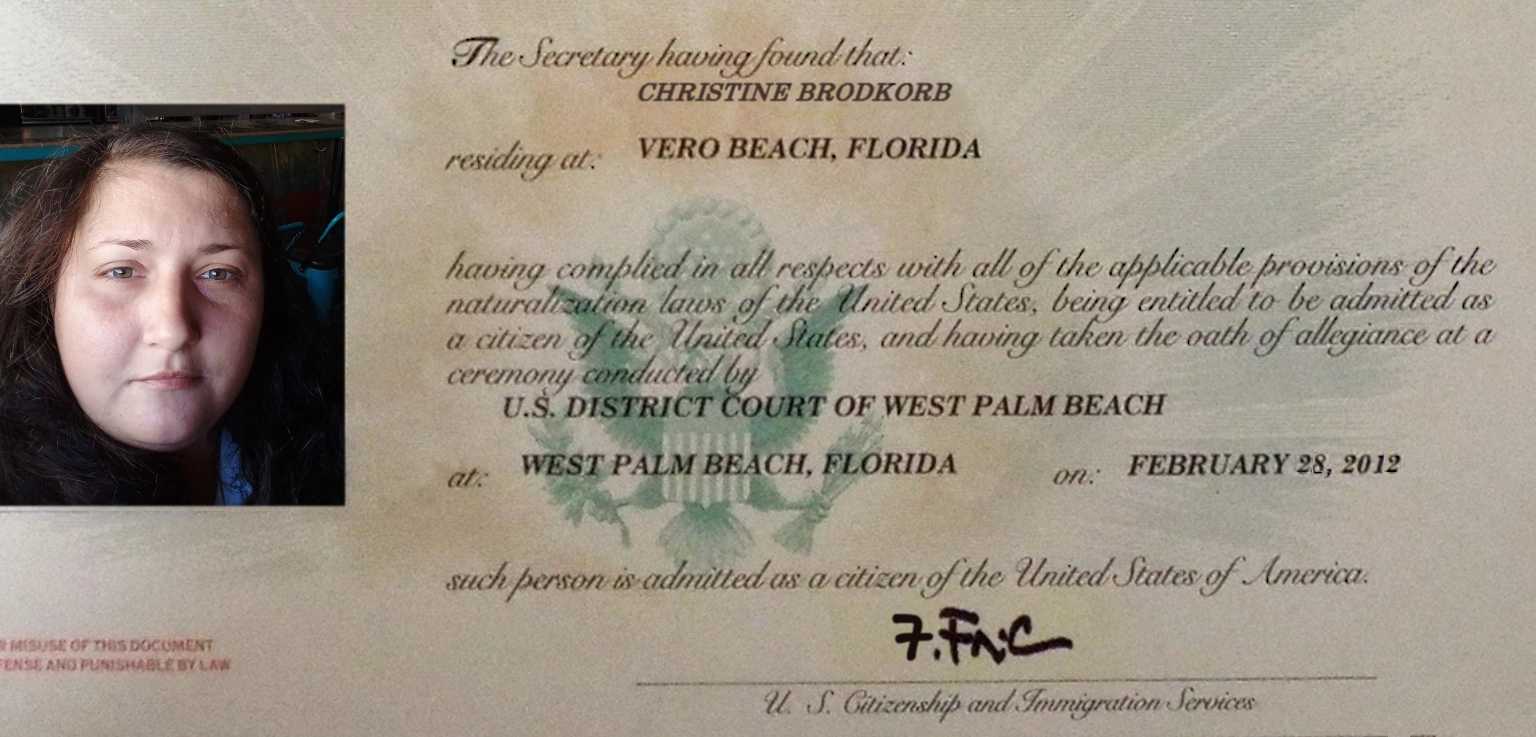 The Secretary having found that:
CHRISTINE BRODKORB
residing at: VERO BEACH, FLORIDA
having complied in all respects with all of the applicable provisions of the
naturalization laws of the United States, being entitled to be admitted as
a citizen of the United States, and having taken the oath of allegiance at a
ceremony conducted by
U.S. DISTRICT COURT OF WEST PALM BEACH
at: WEST PALM BEACH, FLORIDA on: FEBRUARY 28, 2012
such person is admitted as a citizen of the United States of America.
MISUSE OF THIS DOCUMENT
AND PUNISHABLE BY LAW
U. S. Citizenship and Immigration Services